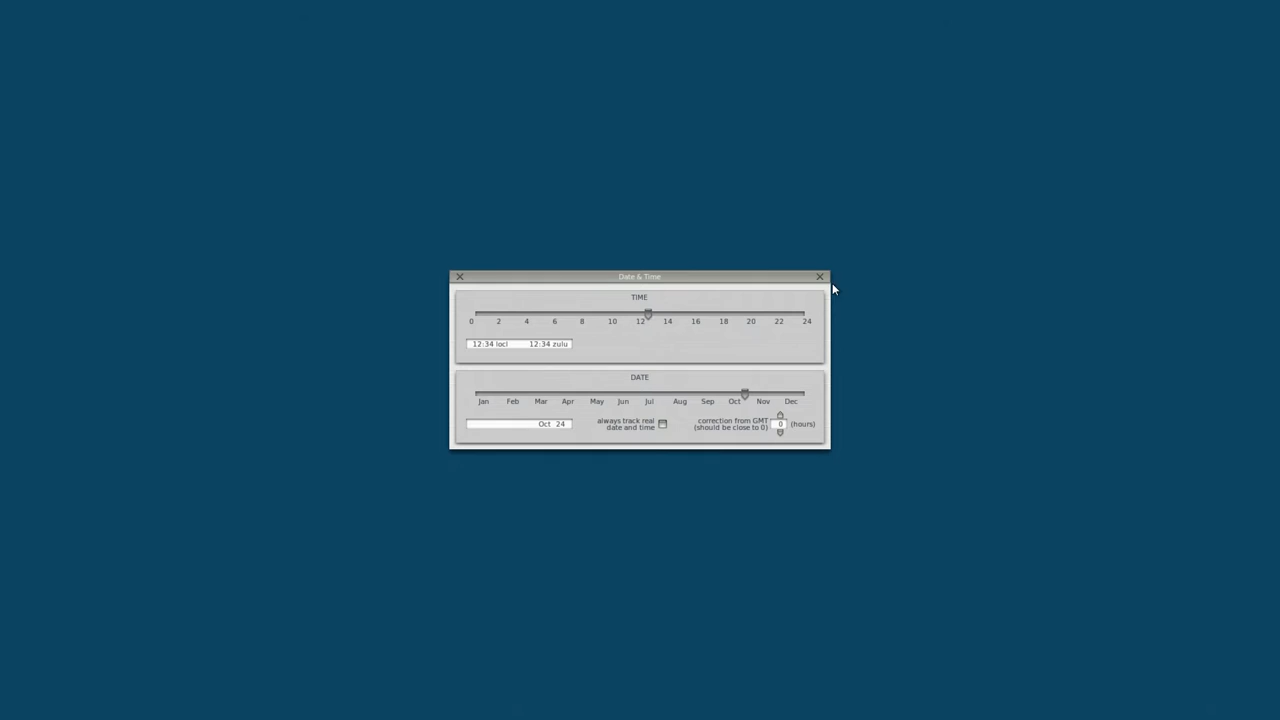 Date & Time
TIME
0 2 4 6 8 10 12 14 16 18 20 22 24
12:34 locl 12:34 zulu
DATE
Jan Feb Mar Apr May Jun Jul Aug Sep Oct Nov Dec
Oct 24
always track real
date and time
correction from GMT
(should be close to 0)
0
(hours)